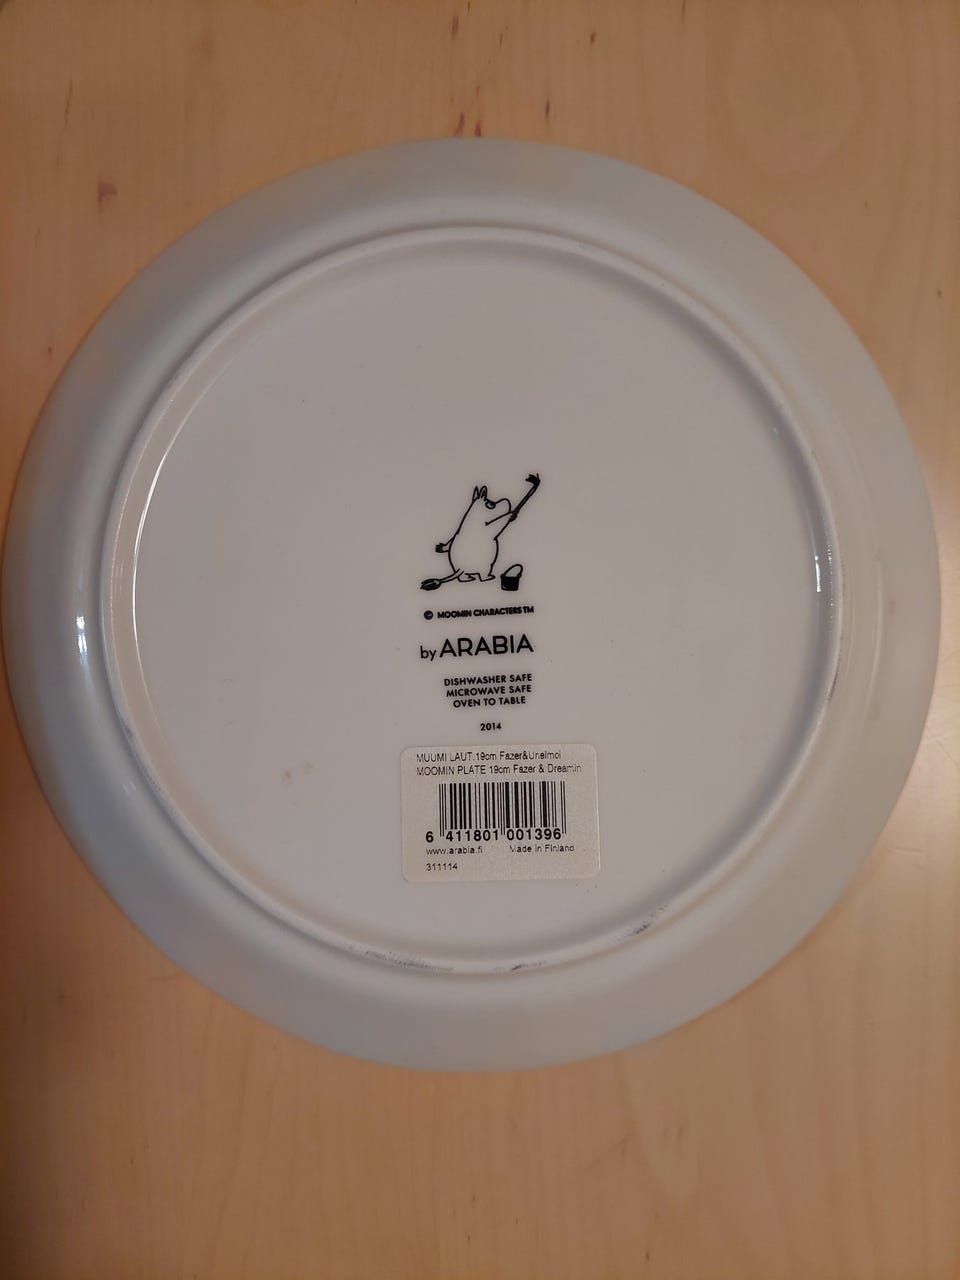 © MOOMIN CHARACTERS TM
by ARABIA
DISHWASHER SAFE
MICROWAVE SAFE
OVEN TO TABLE
2014
MUUMI LAUT.19cm Fazer&Unelmoi
MOOMIN PLATE 19cm Fazer & Dreamin
6 411801 001396
www.arabia.fi Made in Finland
311114